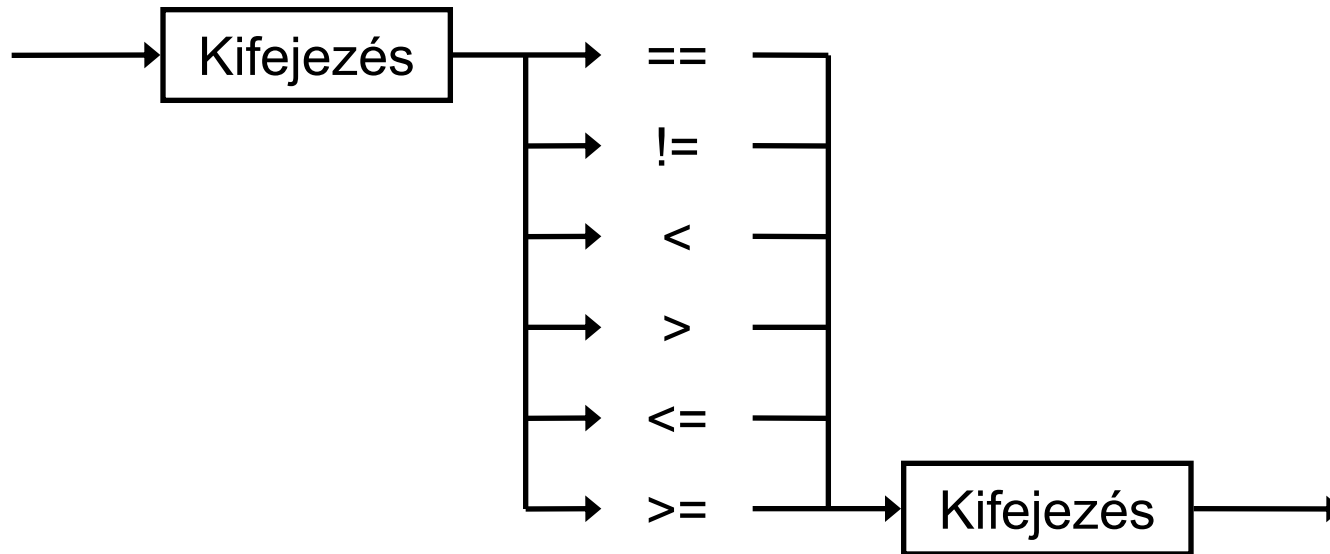 Kifejezés ==
!=
<
>
<=
>= Kifejezés